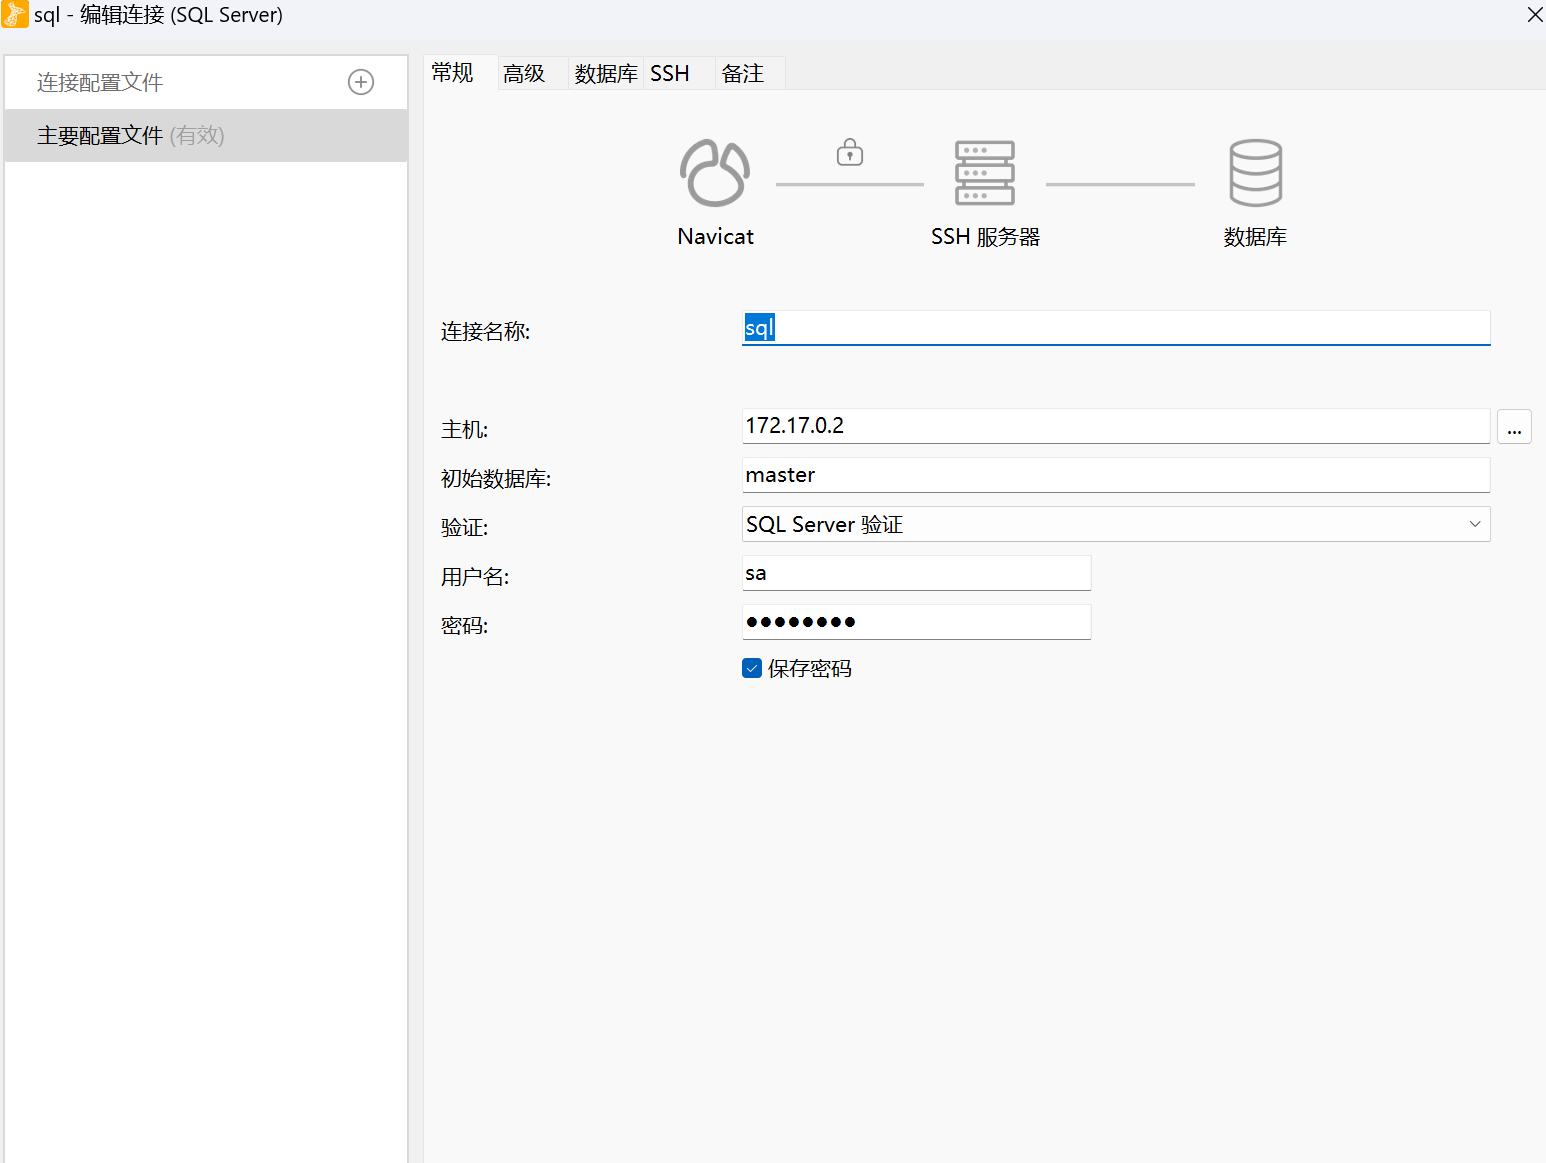 sql - 编辑连接 (SQL Server)
连接配置文件
主要配置文件 (有效)
常规 高级 数据库 SSH 备注
Navicat SSH 服务器 数据库
连接名称: sql
主机: 172.17.0.2 ...
初始数据库: master
验证: SQL Server 验证
用户名: sa
密码: ●●●●●●●●
保存密码